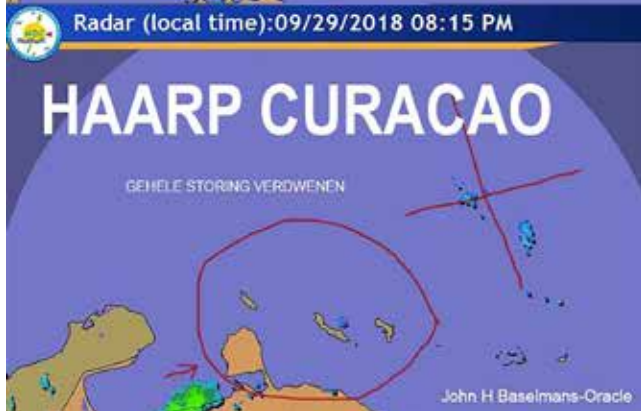 Radar (local time):09/29/2018 08:15 PM
HAARP CURACAO
GEHELE STORING VERDWENEN
John H Baselmans-Oracle